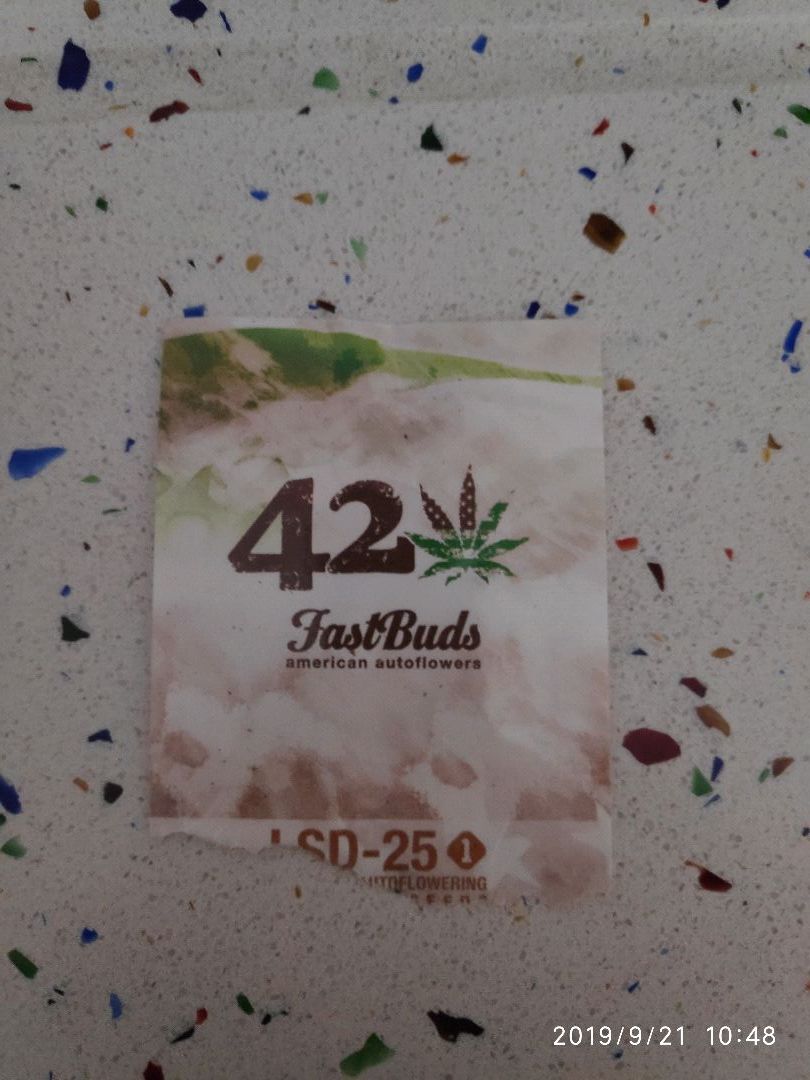 42
FastBuds
american autoflowers
LSD-25 1
AUTOFLOWERING
2019/9/21 10:48